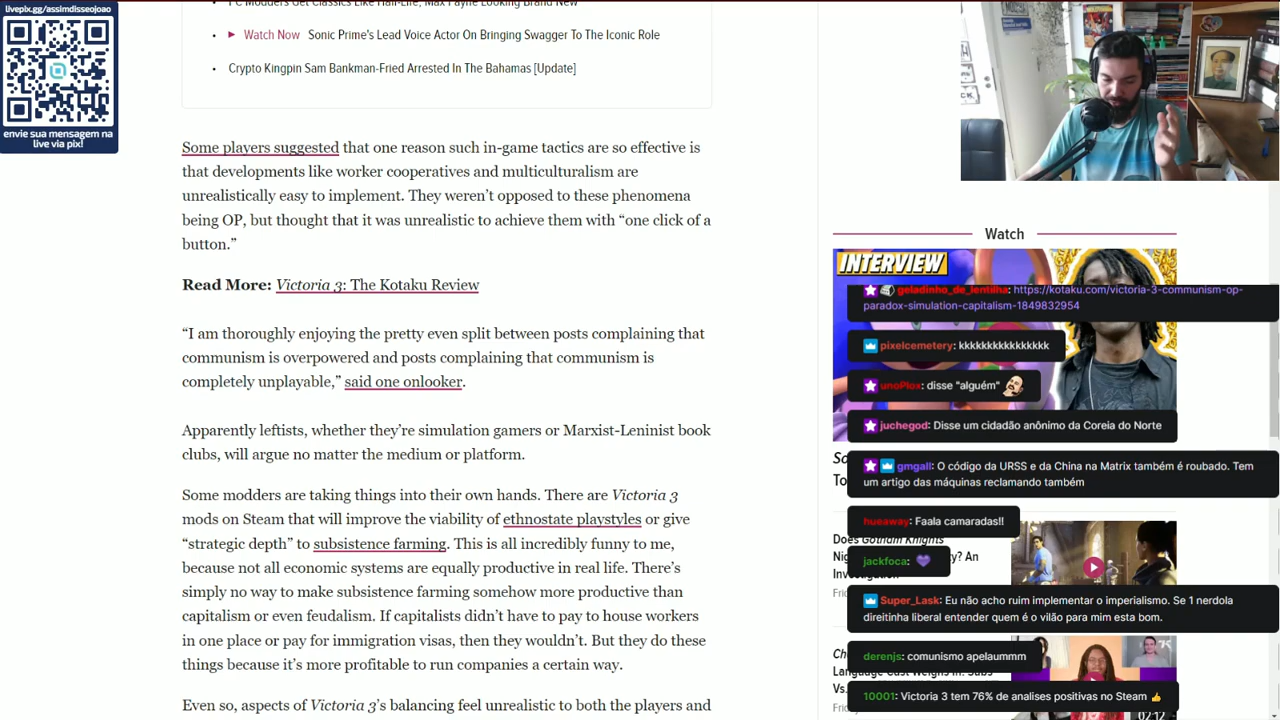 livepix.gg/assimdisseojoao
envie sua mensagem na
live via pix!
PC Modders Get Classics Like Half-Life, Max Payne Looking Brand New
Watch Now Sonic Prime's Lead Voice Actor On Bringing Swagger To The Iconic Role
Crypto Kingpin Sam Bankman-Fried Arrested In The Bahamas [Update]
Some players suggested that one reason such in-game tactics are so effective is
that developments like worker cooperatives and multiculturalism are
unrealistically easy to implement. They weren’t opposed to these phenomena
being OP, but thought that it was unrealistic to achieve them with “one click of a
button.”
Read More: Victoria 3: The Kotaku Review
“I am thoroughly enjoying the pretty even split between posts complaining that
communism is overpowered and posts complaining that communism is
completely unplayable,” said one onlooker.
Apparently leftists, whether they’re simulation gamers or Marxist-Leninist book
clubs, will argue no matter the medium or platform.
Some modders are taking things into their own hands. There are Victoria 3
mods on Steam that will improve the viability of ethnostate playstyles or give
“strategic depth” to subsistence farming. This is all incredibly funny to me,
because not all economic systems are equally productive in real life. There’s
simply no way to make subsistence farming somehow more productive than
capitalism or even feudalism. If capitalists didn’t have to pay to house workers
in one place or pay for immigration visas, then they wouldn’t. But they do these
things because it’s more profitable to run companies a certain way.
Even so, aspects of Victoria 3’s balancing feel unrealistic to both the players and
Watch
INTERVIEW
geladinho_de_lentilha: https://kotaku.com/victoria-3-communism-op-
paradox-simulation-capitalism-1849832954
pixelcemetery: kkkkkkkkkkkkkkkk
unoPlox: disse "alguém"
juchegod: Disse um cidadão anônimo da Coreia do Norte
So
To
gmgall: O código da URSS e da China na Matrix também é roubado. Tem
um artigo das máquinas reclamando também
hueaway: Faala camaradas!!
Does Gotham Knights
Nig
y? An
Inve
Frid
jackfoca: 💜
Super_Lask: Eu não acho ruim implementar o imperialismo. Se 1 nerdola
direitinha liberal entender quem é o vilão para mim esta bom.
derenjs: comunismo apelaummm
Vs.
10001: Victoria 3 tem 76% de analises positivas no Steam 👍
02:12